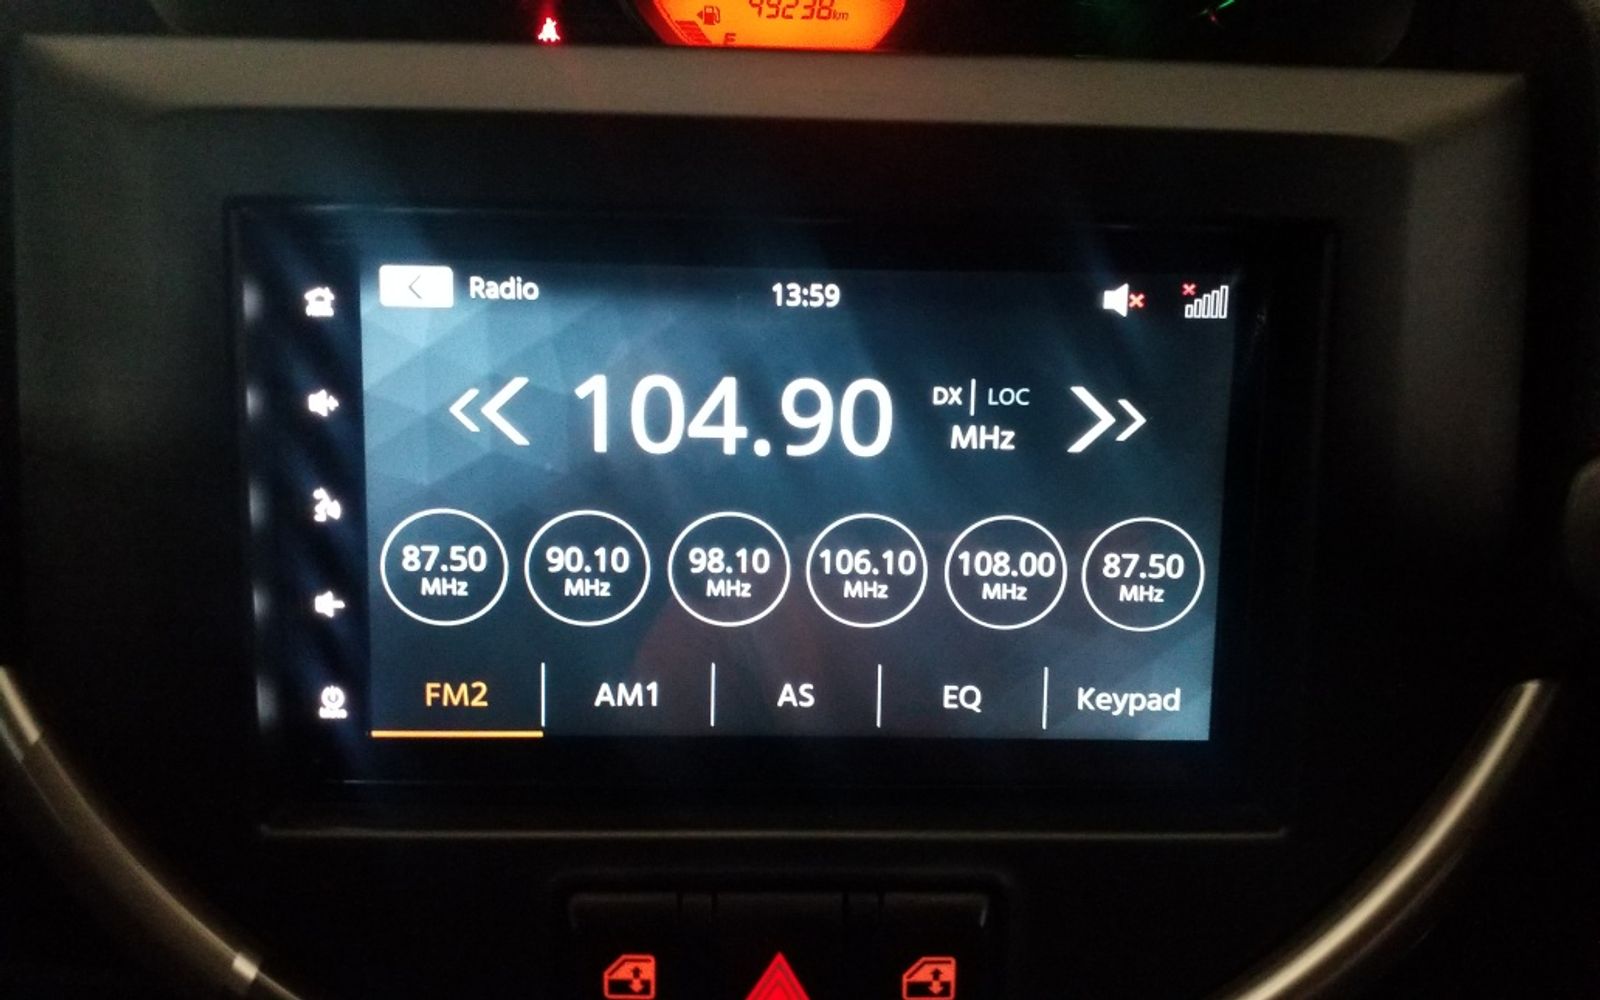 49238km
F
Radio
13:59
104.90
DX | LOC
MHz
87.50
MHz
90.10
MHz
98.10
MHz
106.10
MHz
108.00
MHz
87.50
MHz
FM2
AM1
AS
EQ
Keypad